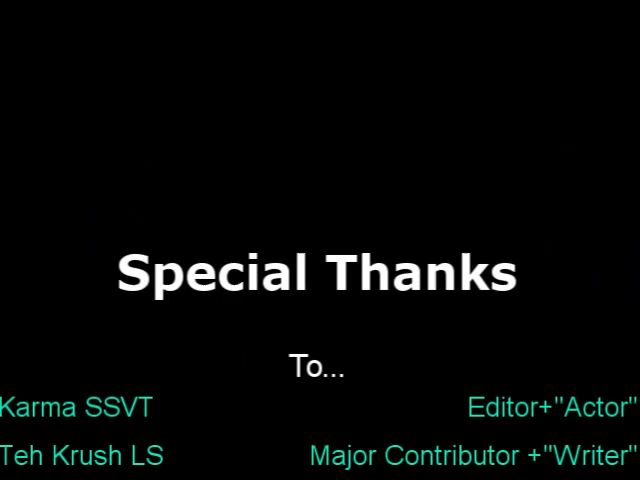 Special Thanks
To...
Karma SSVT Editor+"Actor"
Teh Krush LS Major Contributor +"Writer"